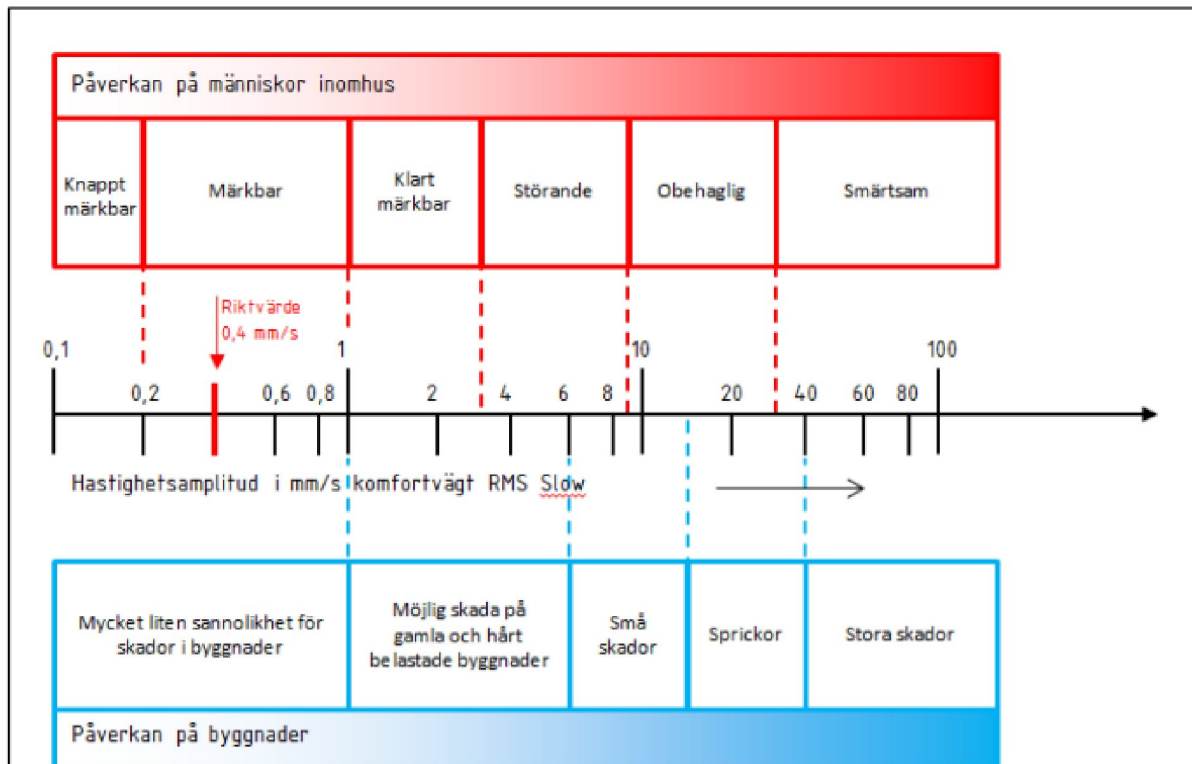 Påverkan på människor inomhus
Knappt
märkbar
Märkbar
Klart
märkbar
Störande
Obehaglig
Smärtsam
Riktvärde
0,4 mm/s
0,1
1
10
100
0,2
0,6
0,8
2
4
6
8
20
40
60
80
Hastighetsamplitud i mm/s komfortvägt RMS Slow
Mycket liten sannolikhet för
skador i byggnader
Möjlig skada på
gamla och hårt
belastade byggnader
Små
skador
Sprickor
Stora skador
Påverkan på byggnader